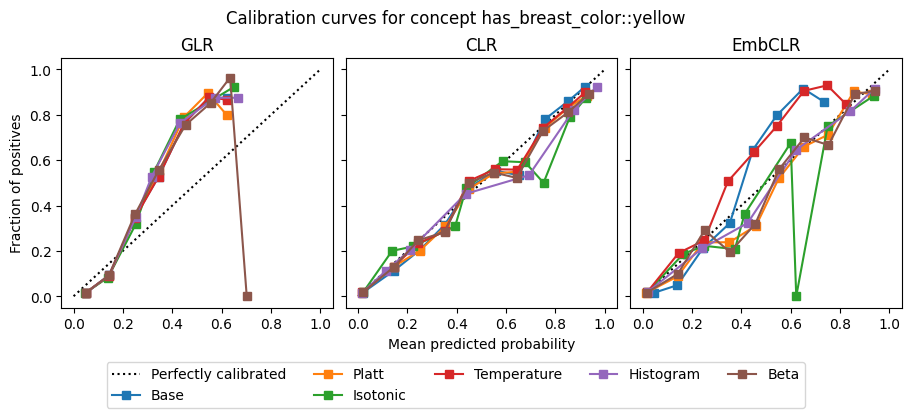 Calibration curves for concept has_breast_color::yellow
GLR
CLR
EmbCLR
Fraction of positives
1.0
0.8
0.6
0.4
0.2
0.0
0.0 0.2 0.4 0.6 0.8 1.0
0.0 0.2 0.4 0.6 0.8 1.0
0.0 0.2 0.4 0.6 0.8 1.0
Mean predicted probability
Perfectly calibrated Platt Temperature Histogram Beta
Base Isotonic